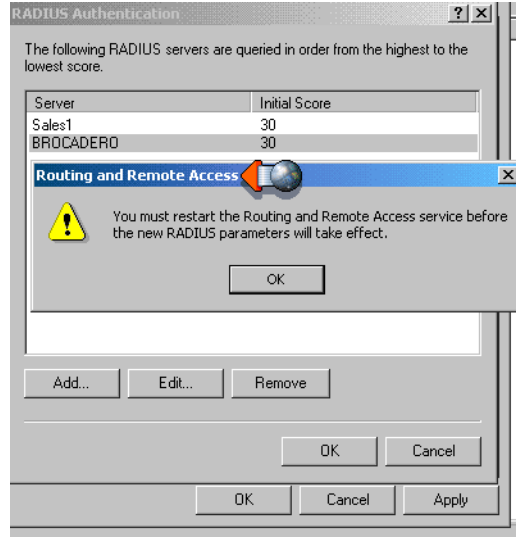 RADIUS Authentication
The following RADIUS servers are queried in order from the highest to the
lowest score.
Server Initial Score
Sales1 30
BROCADERO 30
Routing and Remote Access
You must restart the Routing and Remote Access service before
the new RADIUS parameters will take effect.
OK
Add... Edit... Remove
OK Cancel
OK Cancel Apply